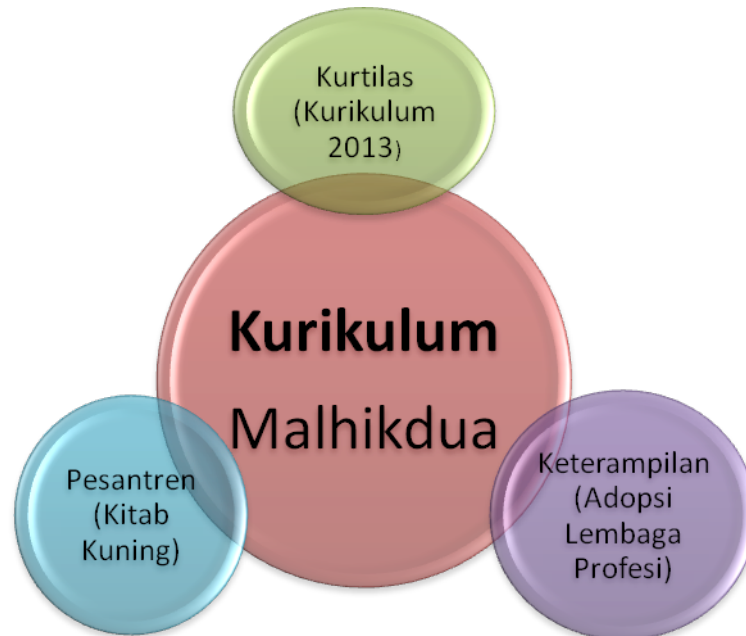 Kurtilas
(Kurikulum
2013)
Kurikulum
Malhikdua
Pesantren
(Kitab
Kuning)
Keterampilan
(Adopsi
Lembaga
Profesi)